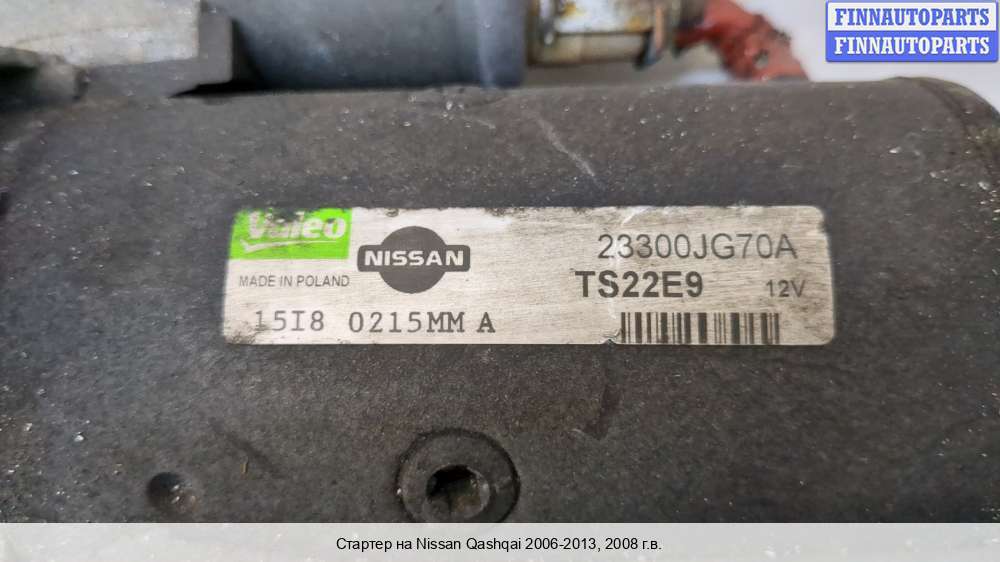 FINNAUTOPARTS
FINNAUTOPARTS
Valeo
NISSAN
23300JG70A
MADE IN POLAND
TS22E9 12V
15I8 0215MM A
Стартер на Nissan Qashqai 2006-2013, 2008 г.в.